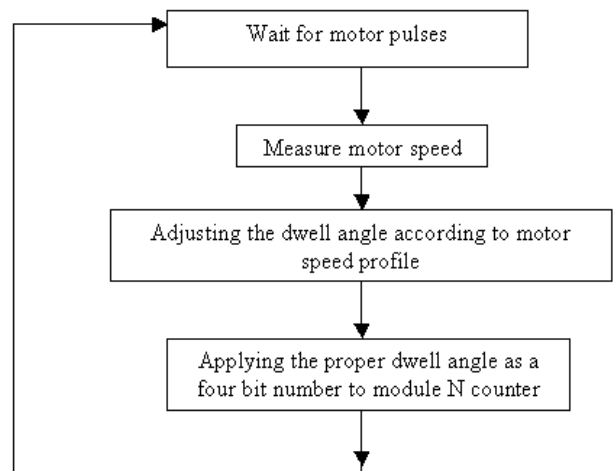 Wait for motor pulses
Measure motor speed
Adjusting the dwell angle according to motor
speed profile
Applying the proper dwell angle as a
four bit number to module N counter